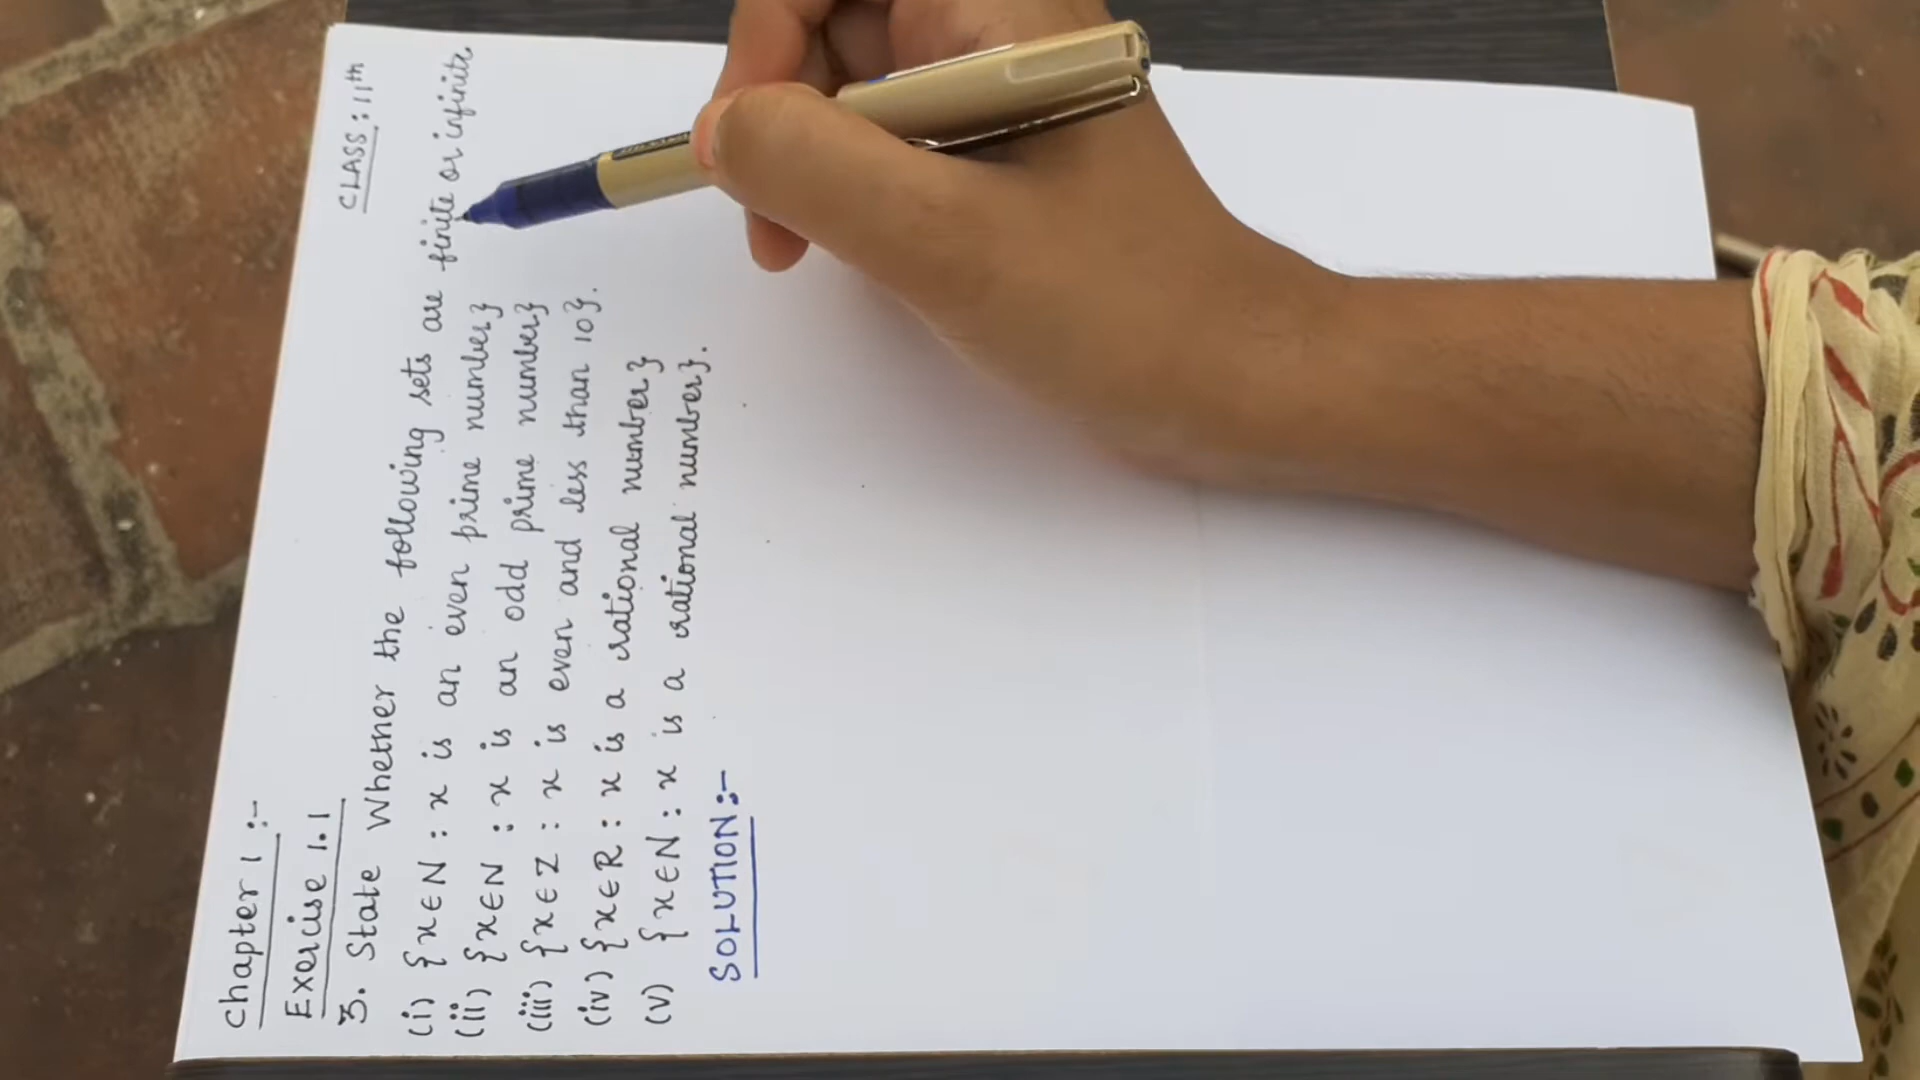 CLASS : 11th
Chapter 1 :-
Exercise 1.1
3. State Whether the following sets are finite or infinite
(i) {x∈N : x is an even prime number}
(ii) {x∈N : x is an odd prime number}
(iii) {x∈Z : x is even and less than 10}.
(iv) {x∈R : x is a rational number}
(v) {x∈N : x is a rational number}.
SOLUTION :-